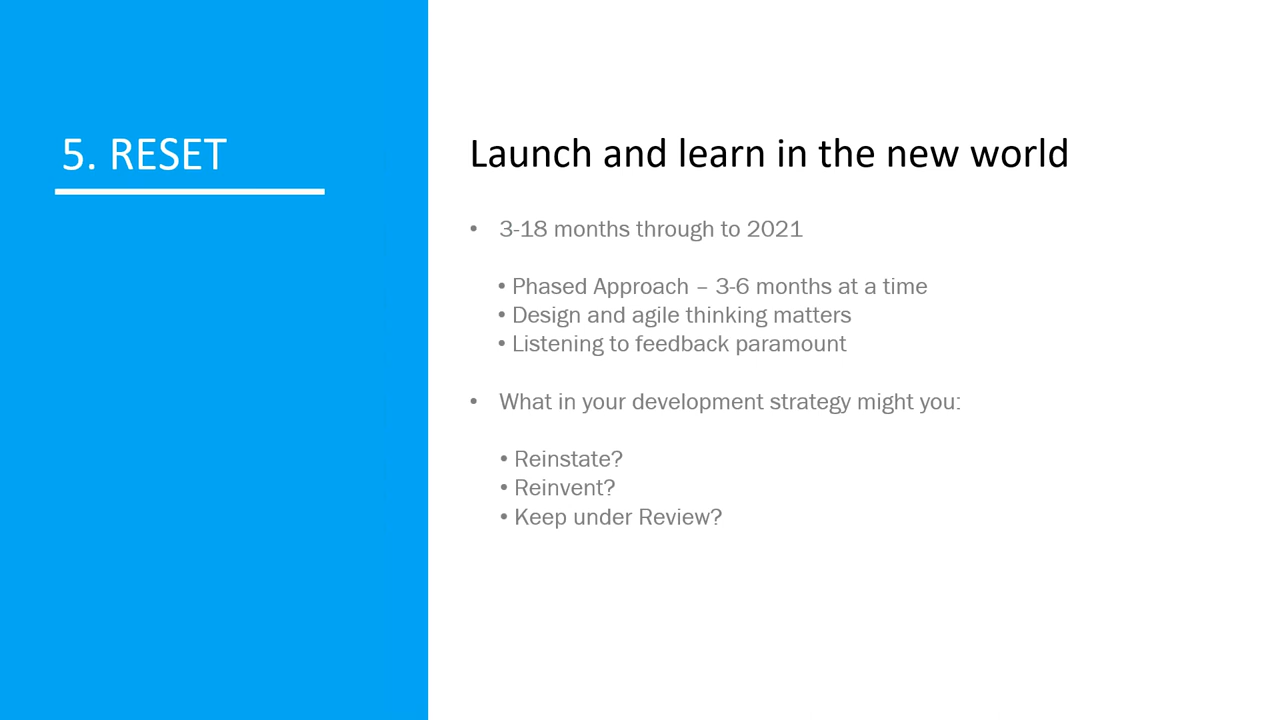 5. RESET
Launch and learn in the new world
• 3-18 months through to 2021
• Phased Approach – 3-6 months at a time
• Design and agile thinking matters
• Listening to feedback paramount
• What in your development strategy might you:
• Reinstate?
• Reinvent?
• Keep under Review?